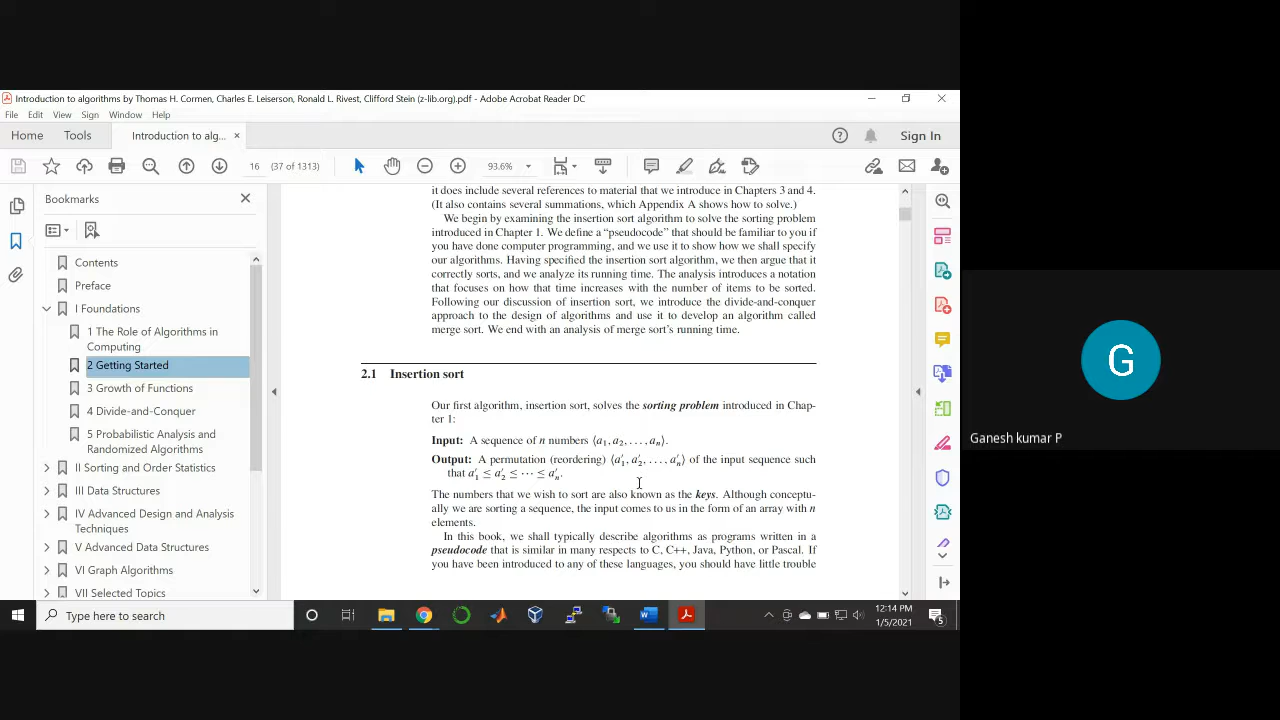 Introduction to algorithms by Thomas H. Cormen, Charles E. Leiserson, Ronald L. Rivest, Clifford Stein (z-lib.org).pdf - Adobe Acrobat Reader DC
File Edit View Sign Window Help
Home Tools Introduction to alg... × Sign In
16 (37 of 1313) 93.6%
Bookmarks
Contents
Preface
I Foundations
1 The Role of Algorithms in
Computing
2 Getting Started
3 Growth of Functions
4 Divide-and-Conquer
5 Probabilistic Analysis and
Randomized Algorithms
II Sorting and Order Statistics
III Data Structures
IV Advanced Design and Analysis
Techniques
V Advanced Data Structures
VI Graph Algorithms
VII Selected Topics
it does include several references to material that we introduce in Chapters 3 and 4.
(It also contains several summations, which Appendix A shows how to solve.)
We begin by examining the insertion sort algorithm to solve the sorting problem
introduced in Chapter 1. We define a “pseudocode” that should be familiar to you if
you have done computer programming, and we use it to show how we shall specify
our algorithms. Having specified the insertion sort algorithm, we then argue that it
correctly sorts, and we analyze its running time. The analysis introduces a notation
that focuses on how that time increases with the number of items to be sorted.
Following our discussion of insertion sort, we introduce the divide-and-conquer
approach to the design of algorithms and use it to develop an algorithm called
merge sort. We end with an analysis of merge sort’s running time.
2.1 Insertion sort
Our first algorithm, insertion sort, solves the sorting problem introduced in Chap-
ter 1:
Input: A sequence of n numbers ⟨a₁, a₂, . . . , aₙ⟩.
Output: A permutation (reordering) ⟨a′₁, a′₂, . . . , a′ₙ⟩ of the input sequence such
that a′₁ ≤ a′₂ ≤ ··· ≤ a′ₙ.
The numbers that we wish to sort are also known as the keys. Although conceptu-
ally we are sorting a sequence, the input comes to us in the form of an array with n
elements.
In this book, we shall typically describe algorithms as programs written in a
pseudocode that is similar in many respects to C, C++, Java, Python, or Pascal. If
you have been introduced to any of these languages, you should have little trouble
G
Ganesh kumar P
Type here to search
12:14 PM
1/5/2021
5